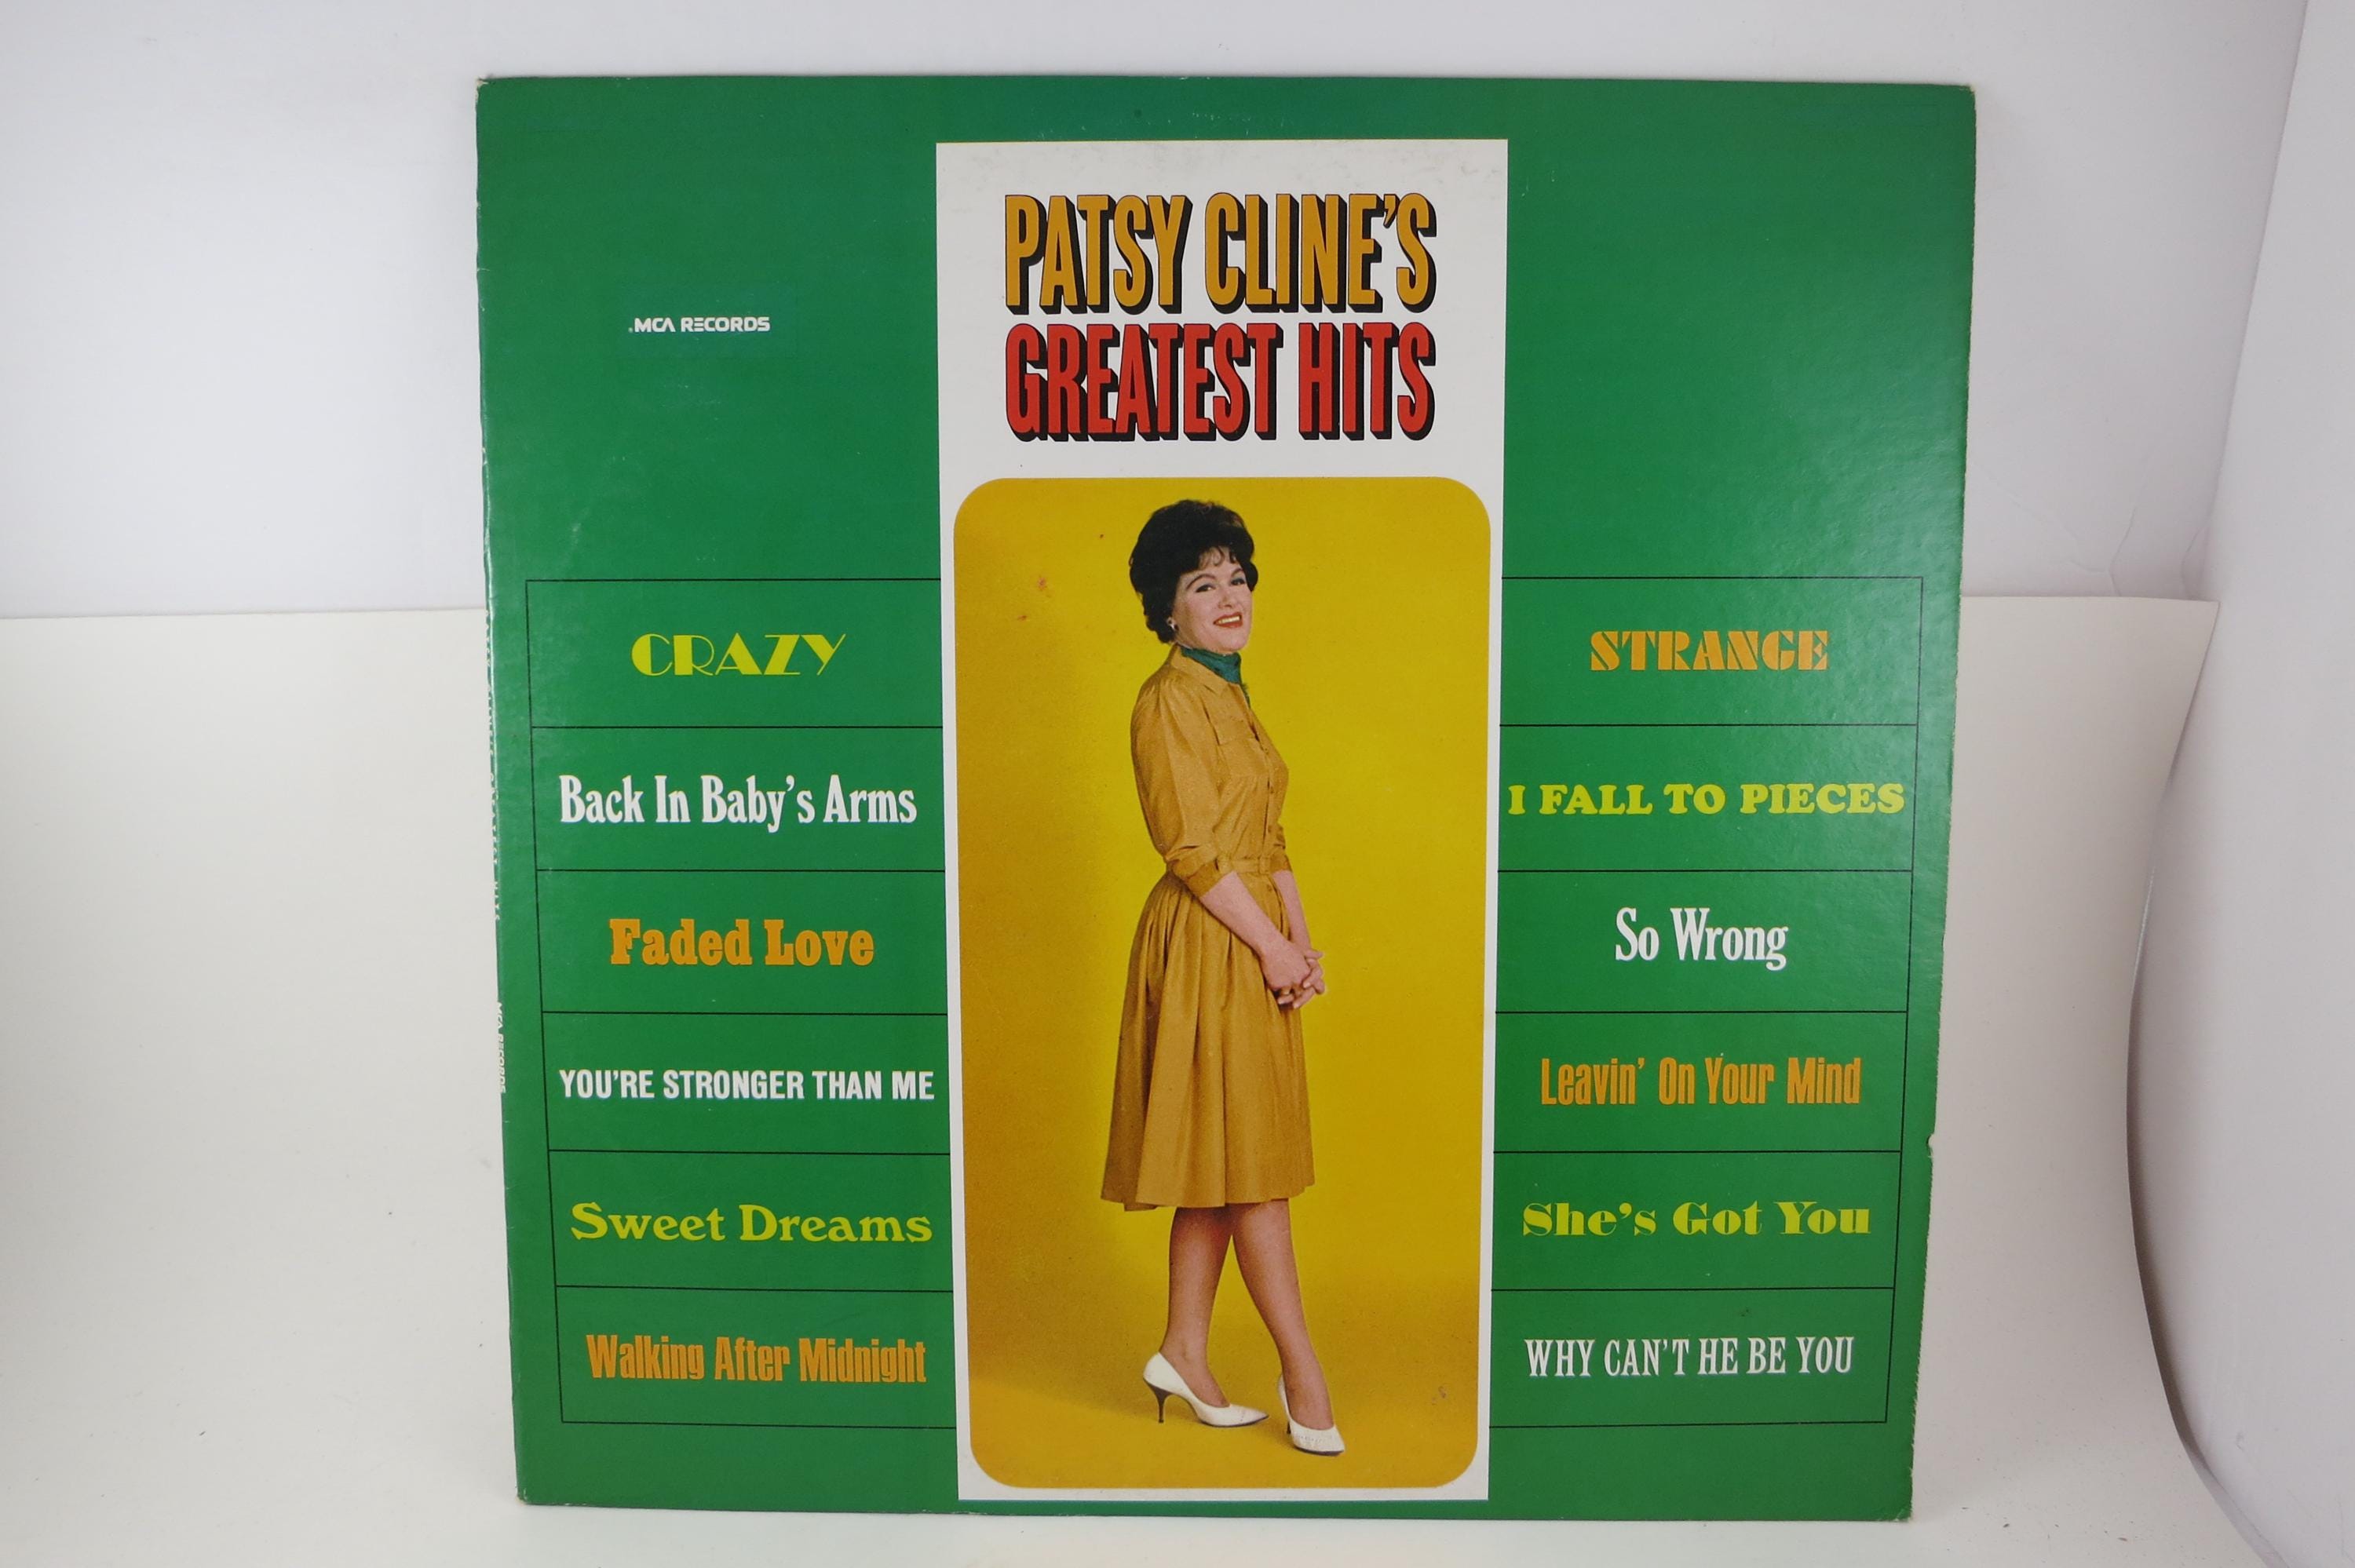 PATSY CLINE'S
GREATEST HITS
MCA RECORDS
CRAZY
Back In Baby's Arms
Faded Love
YOU'RE STRONGER THAN ME
Sweet Dreams
Walking After Midnight
STRANGE
I FALL TO PIECES
So Wrong
Leavin' On Your Mind
She's Got You
WHY CAN'T HE BE YOU
MCA RECORDS